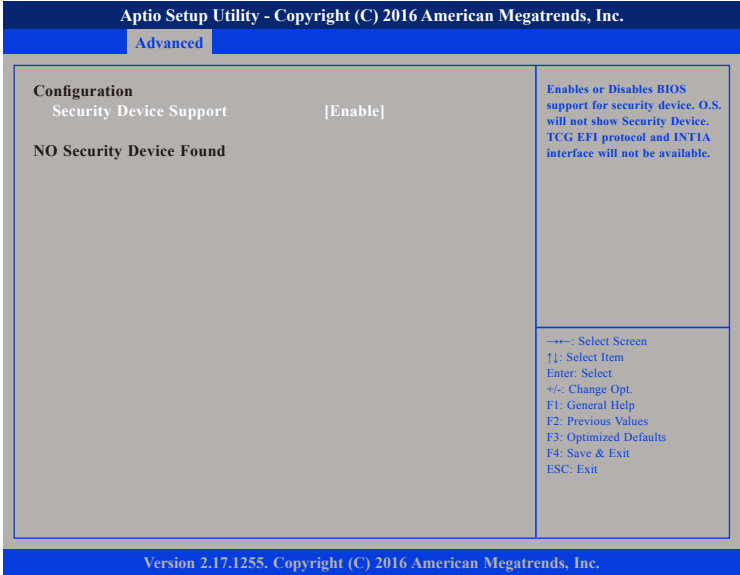 Aptio Setup Utility - Copyright (C) 2016 American Megatrends, Inc.
Advanced
Configuration
Security Device Support [Enable]
NO Security Device Found
Enables or Disables BIOS
support for security device. O.S.
will not show Security Device.
TCG EFI protocol and INT1A
interface will not be available.
→←: Select Screen
↑↓: Select Item
Enter: Select
+/-: Change Opt.
F1: General Help
F2: Previous Values
F3: Optimized Defaults
F4: Save & Exit
ESC: Exit
Version 2.17.1255. Copyright (C) 2016 American Megatrends, Inc.